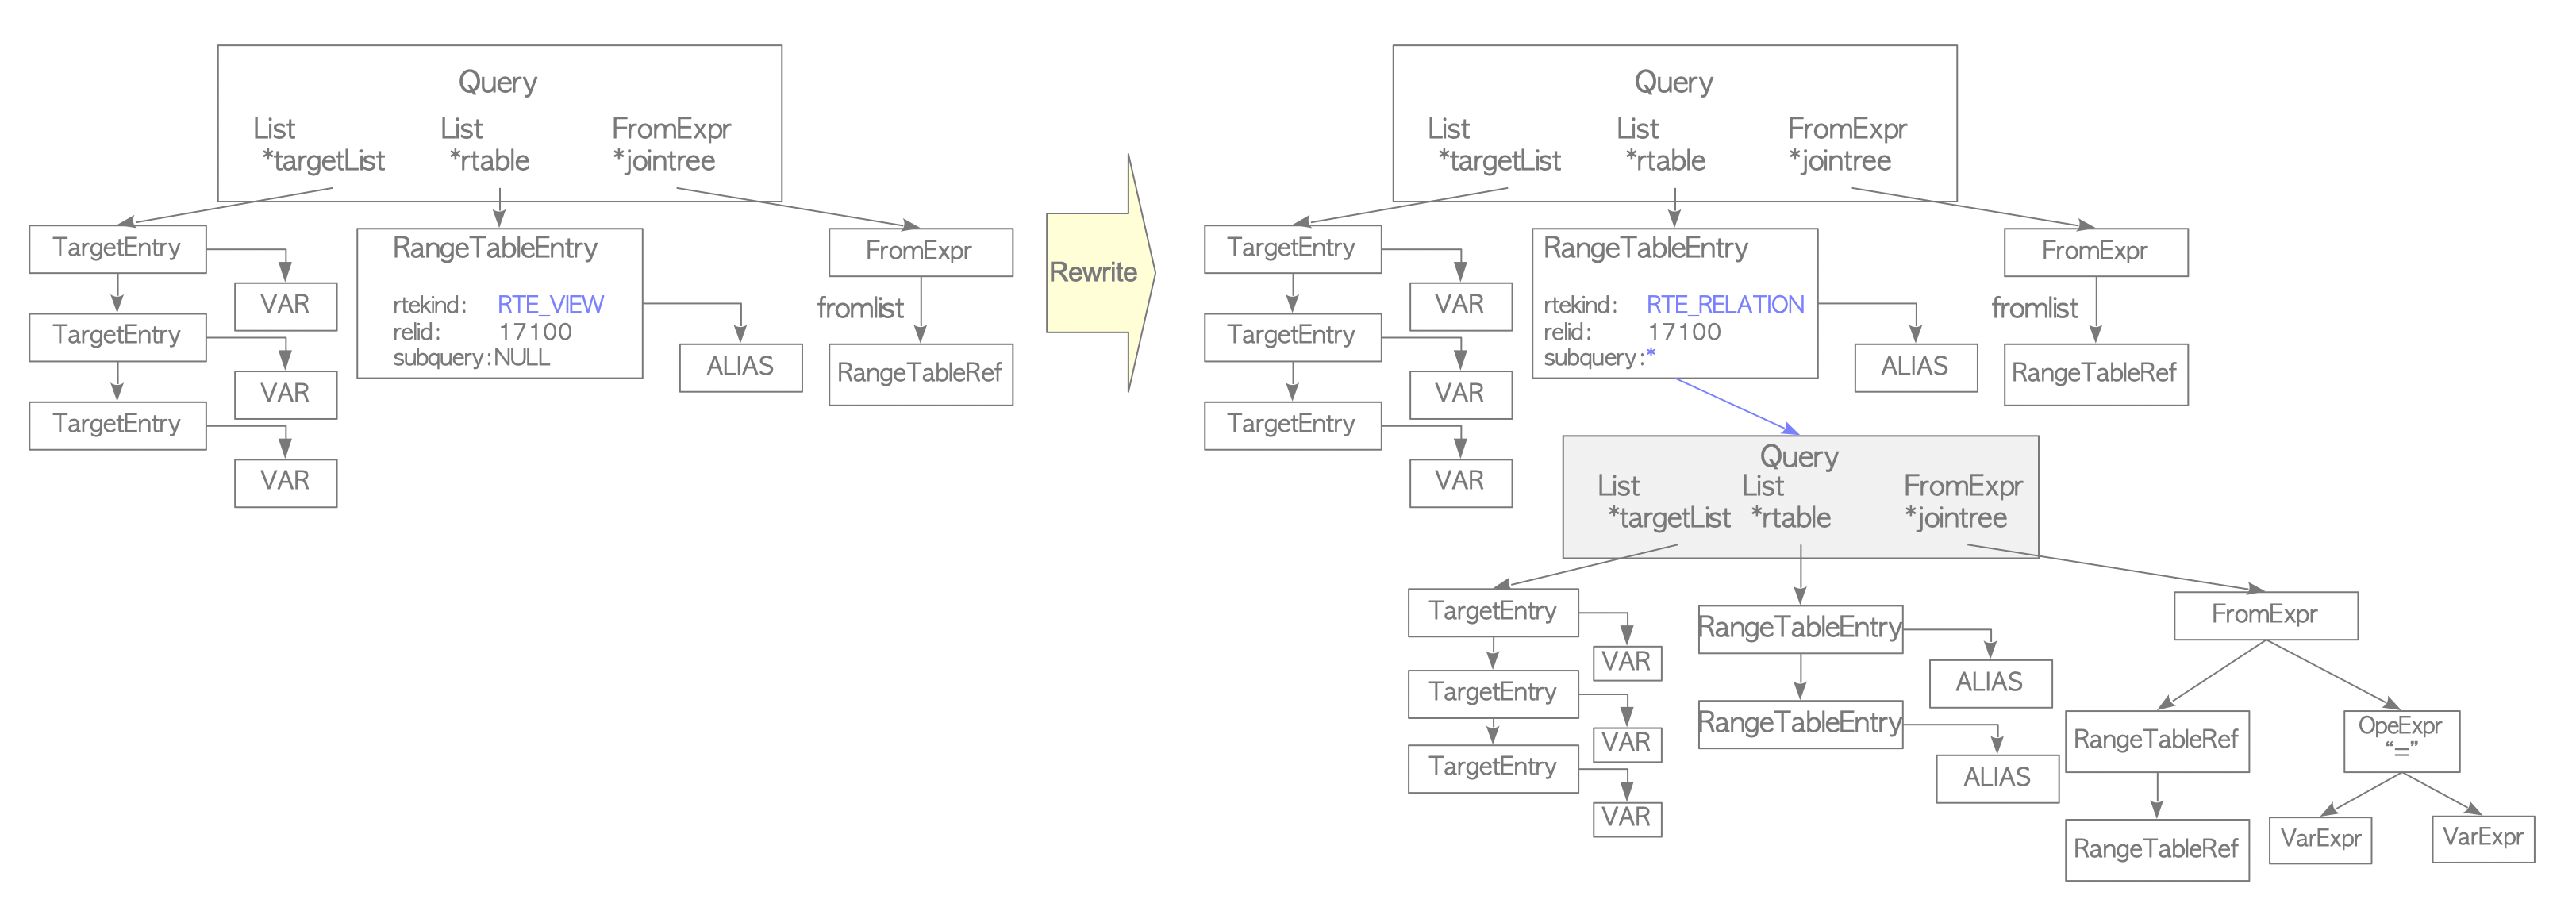 Query
List
*targetList
List
*rtable
FromExpr
*jointree
TargetEntry
VAR
TargetEntry
VAR
TargetEntry
VAR
RangeTableEntry
rtekind: RTE_VIEW
relid: 17100
subquery:NULL
ALIAS
FromExpr
fromlist
RangeTableRef
Rewrite
Query
List
*targetList
List
*rtable
FromExpr
*jointree
TargetEntry
VAR
TargetEntry
VAR
TargetEntry
VAR
RangeTableEntry
rtekind: RTE_RELATION
relid: 17100
subquery:*
ALIAS
FromExpr
fromlist
RangeTableRef
Query
List
*targetList
List
*rtable
FromExpr
*jointree
TargetEntry
VAR
TargetEntry
VAR
TargetEntry
VAR
RangeTableEntry
ALIAS
RangeTableEntry
ALIAS
FromExpr
RangeTableRef
RangeTableRef
OpeExpr
“=”
VarExpr
VarExpr